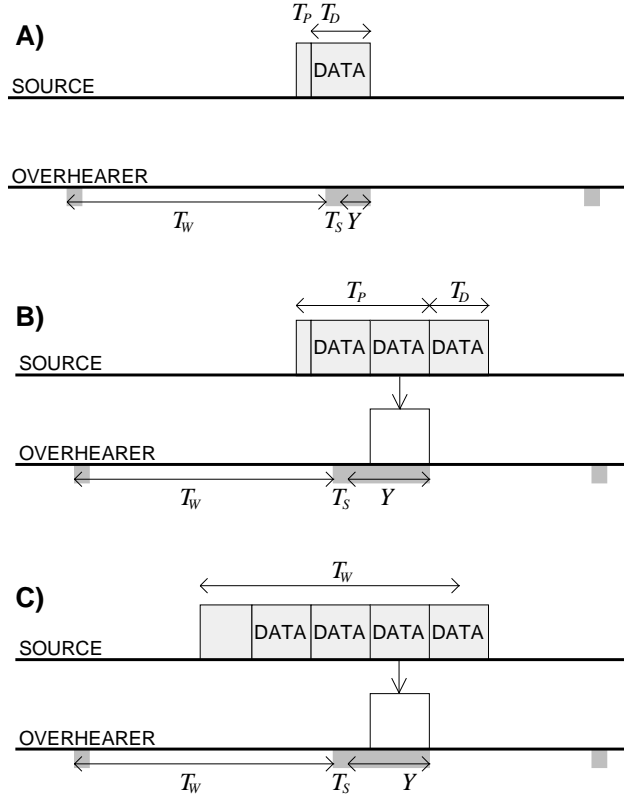 A)
T_P T_D
DATA
SOURCE
OVERHEARER
T_W T_S Y
B)
T_P T_D
DATA DATA DATA
SOURCE
OVERHEARER
T_W T_S Y
C)
T_W
DATA DATA DATA DATA
SOURCE
OVERHEARER
T_W T_S Y